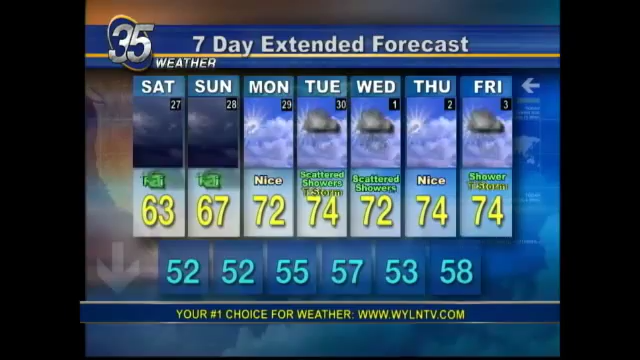 35
WEATHER
7 Day Extended Forecast
SAT SUN MON TUE WED THU FRI
27 28 29 30 1 2 3
Nice Scattered Showers T Storm Scattered Showers Nice Shower T Storm
63 67 72 74 72 74 74
52 52 55 57 53 58
YOUR #1 CHOICE FOR WEATHER: WWW.WYLNTV.COM